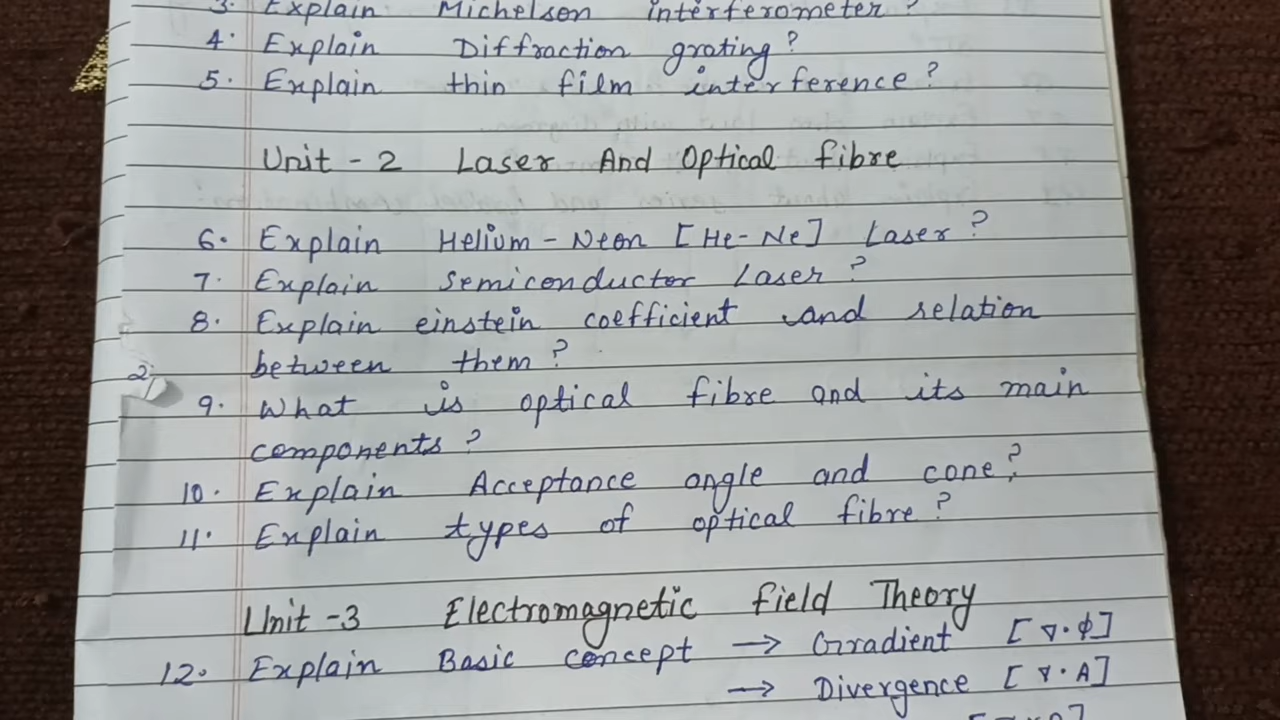 3. Explain Michelson interferometer?
4. Explain Diffraction grating?
5. Explain thin film interference?
Unit - 2 Laser And Optical fibre
6. Explain Helium - Neon [He - Ne] Laser?
7. Explain Semiconductor Laser?
8. Explain einstein coefficient and relation
between them?
9. What is optical fibre and its main
components?
10. Explain Acceptance angle and cone?
11. Explain types of optical fibre?
Unit - 3 Electromagnetic field Theory
12. Explain Basic concept → Gradient [∇·ϕ]
→ Divergence [∇·A]